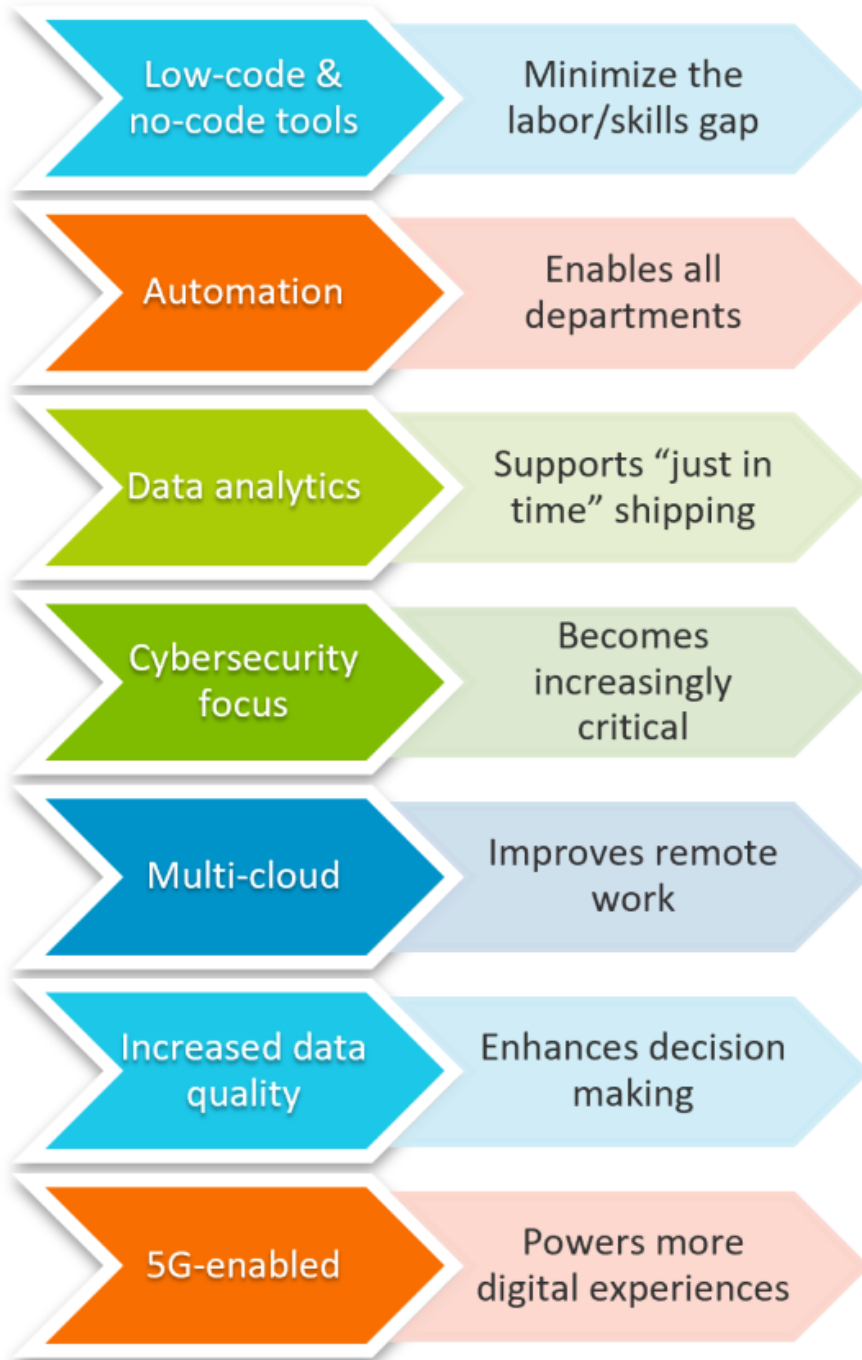 Low-code &
no-code tools
Minimize the
labor/skills gap
Automation
Enables all
departments
Data analytics
Supports “just in
time” shipping
Cybersecurity
focus
Becomes
increasingly
critical
Multi-cloud
Improves remote
work
Increased data
quality
Enhances decision
making
5G-enabled
Powers more
digital experiences